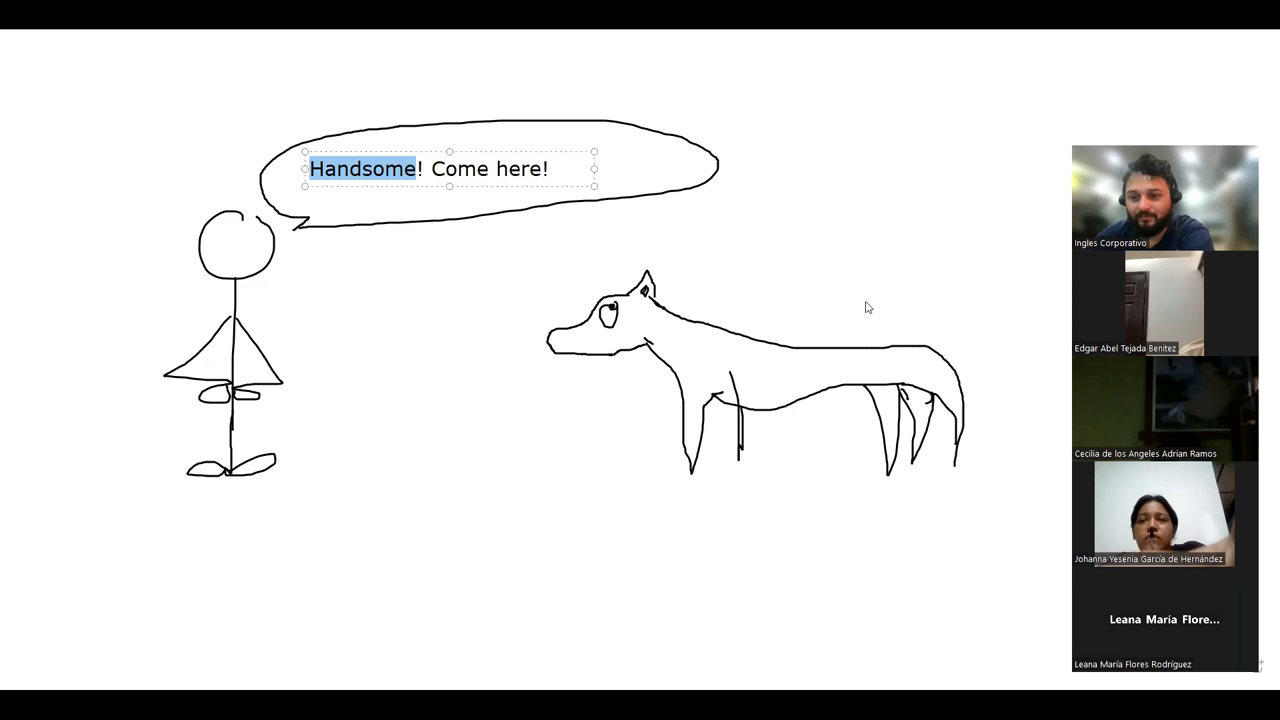 Handsome! Come here!
Ingles Corporativo
Edgar Abel Tejada Benitez
Cecilia de los Angeles Adrian Ramos
Johanna Yesenia García de Hernández
Leana María Flore...
Leana María Flores Rodríguez